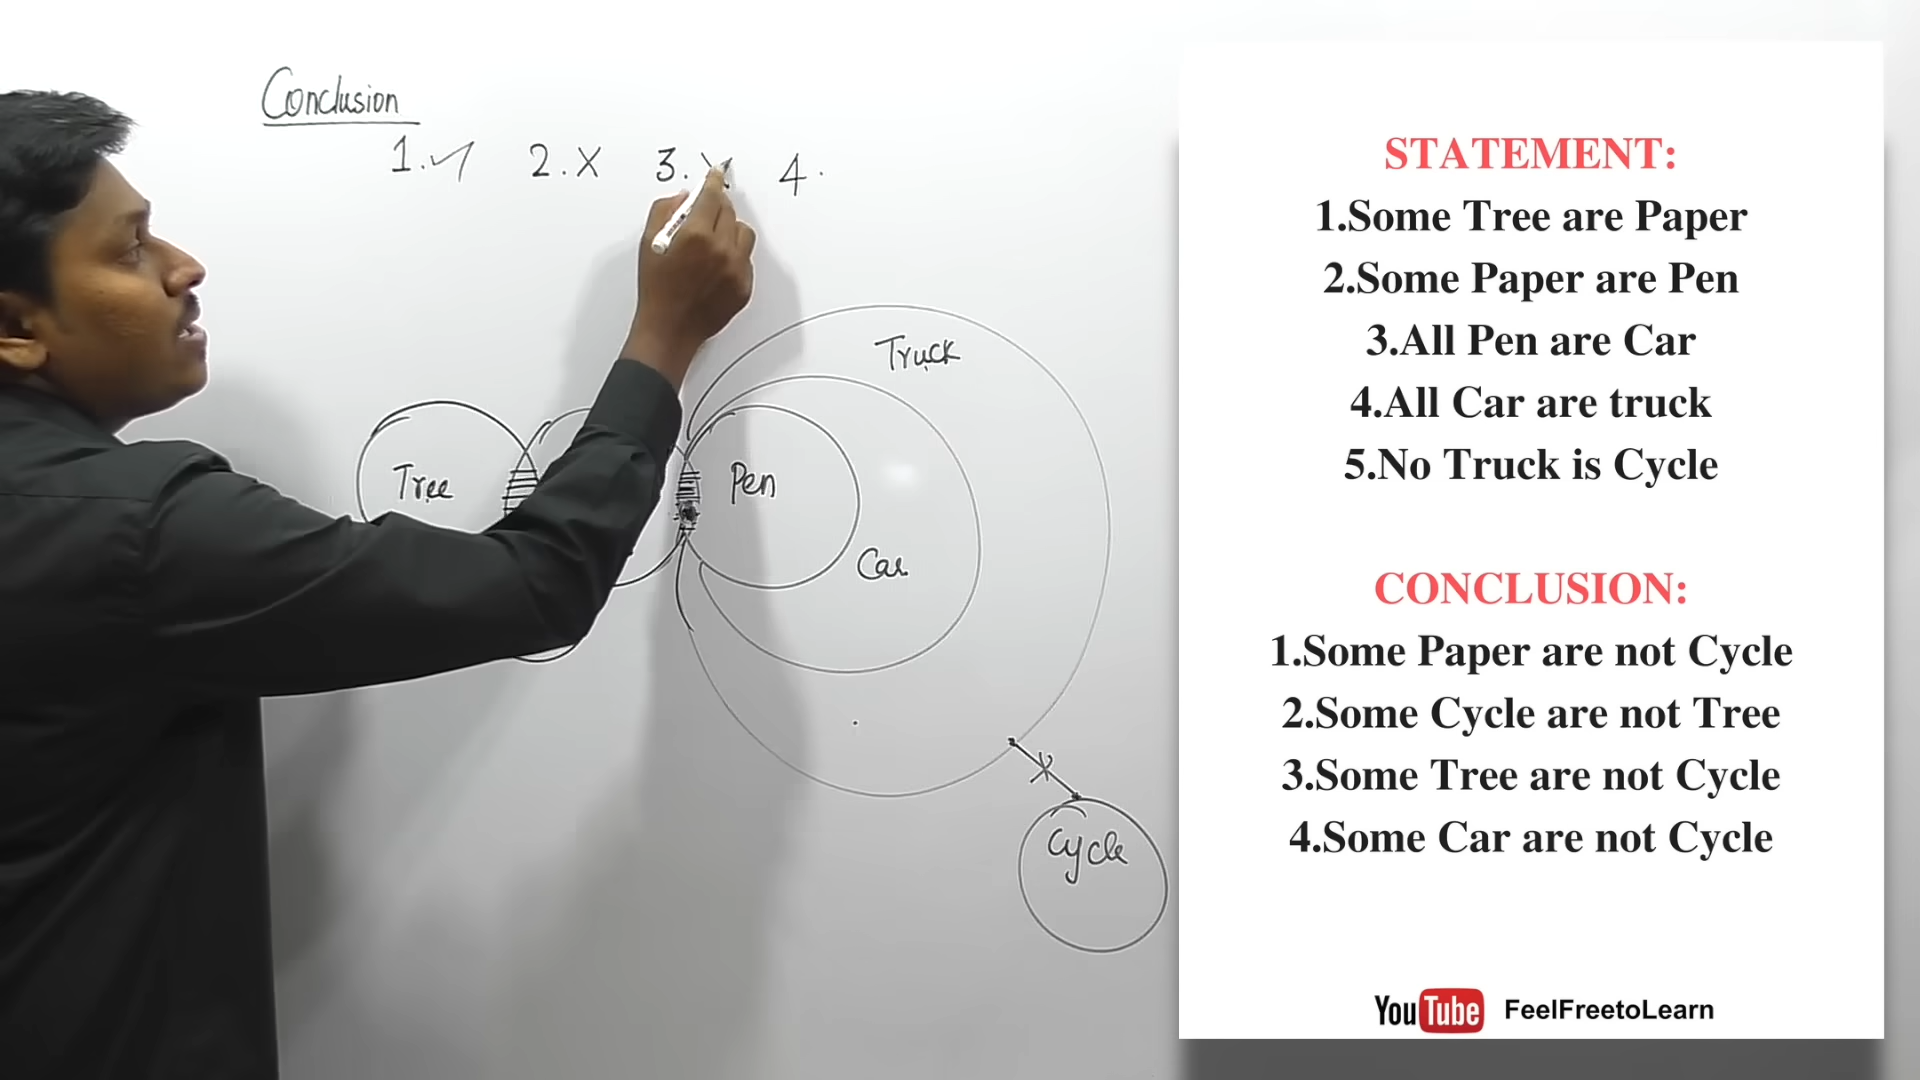 Conclusion
1. ✓ 2. X 3. X 4.
Truck
Tree
Pen
Car
Cycle
STATEMENT:
1.Some Tree are Paper
2.Some Paper are Pen
3.All Pen are Car
4.All Car are truck
5.No Truck is Cycle
CONCLUSION:
1.Some Paper are not Cycle
2.Some Cycle are not Tree
3.Some Tree are not Cycle
4.Some Car are not Cycle
YouTube FeelFreetoLearn